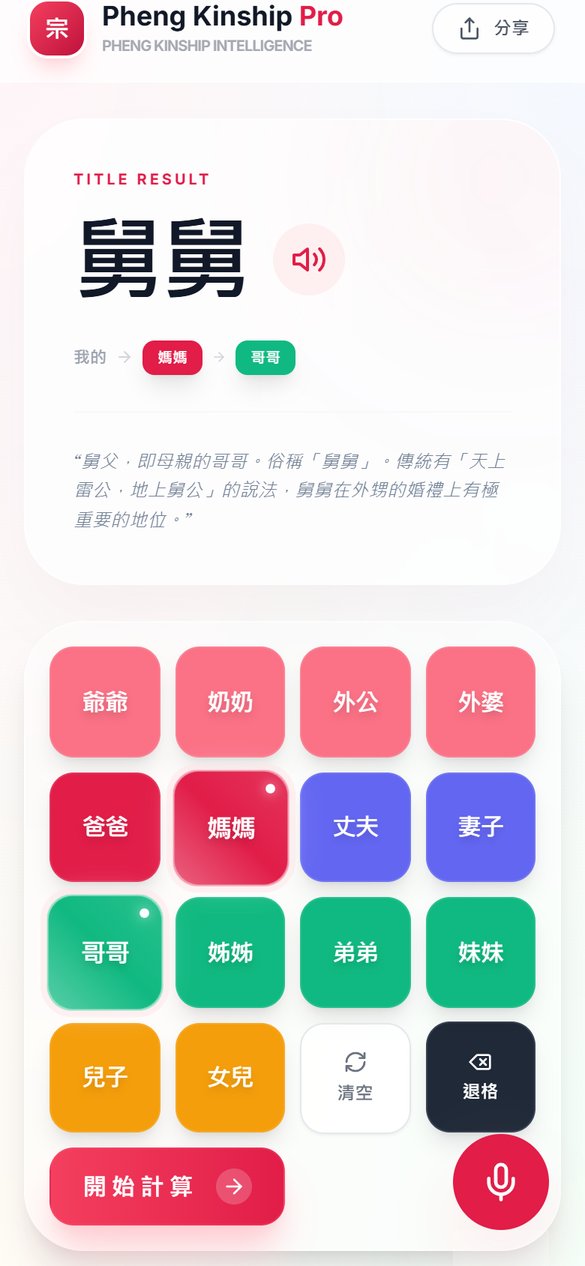 宗
Pheng Kinship Pro
PHENG KINSHIP INTELLIGENCE
分享
TITLE RESULT
舅舅
我的 → 媽媽 → 哥哥
“舅父，即母親的哥哥。俗稱「舅舅」。傳統有「天上
雷公，地上舅公」的說法，舅舅在外甥的婚禮上有極
重要的地位。”
爺爺 奶奶 外公 外婆
爸爸 媽媽 丈夫 妻子
哥哥 姊姊 弟弟 妹妹
兒子 女兒 清空 退格
開始計算